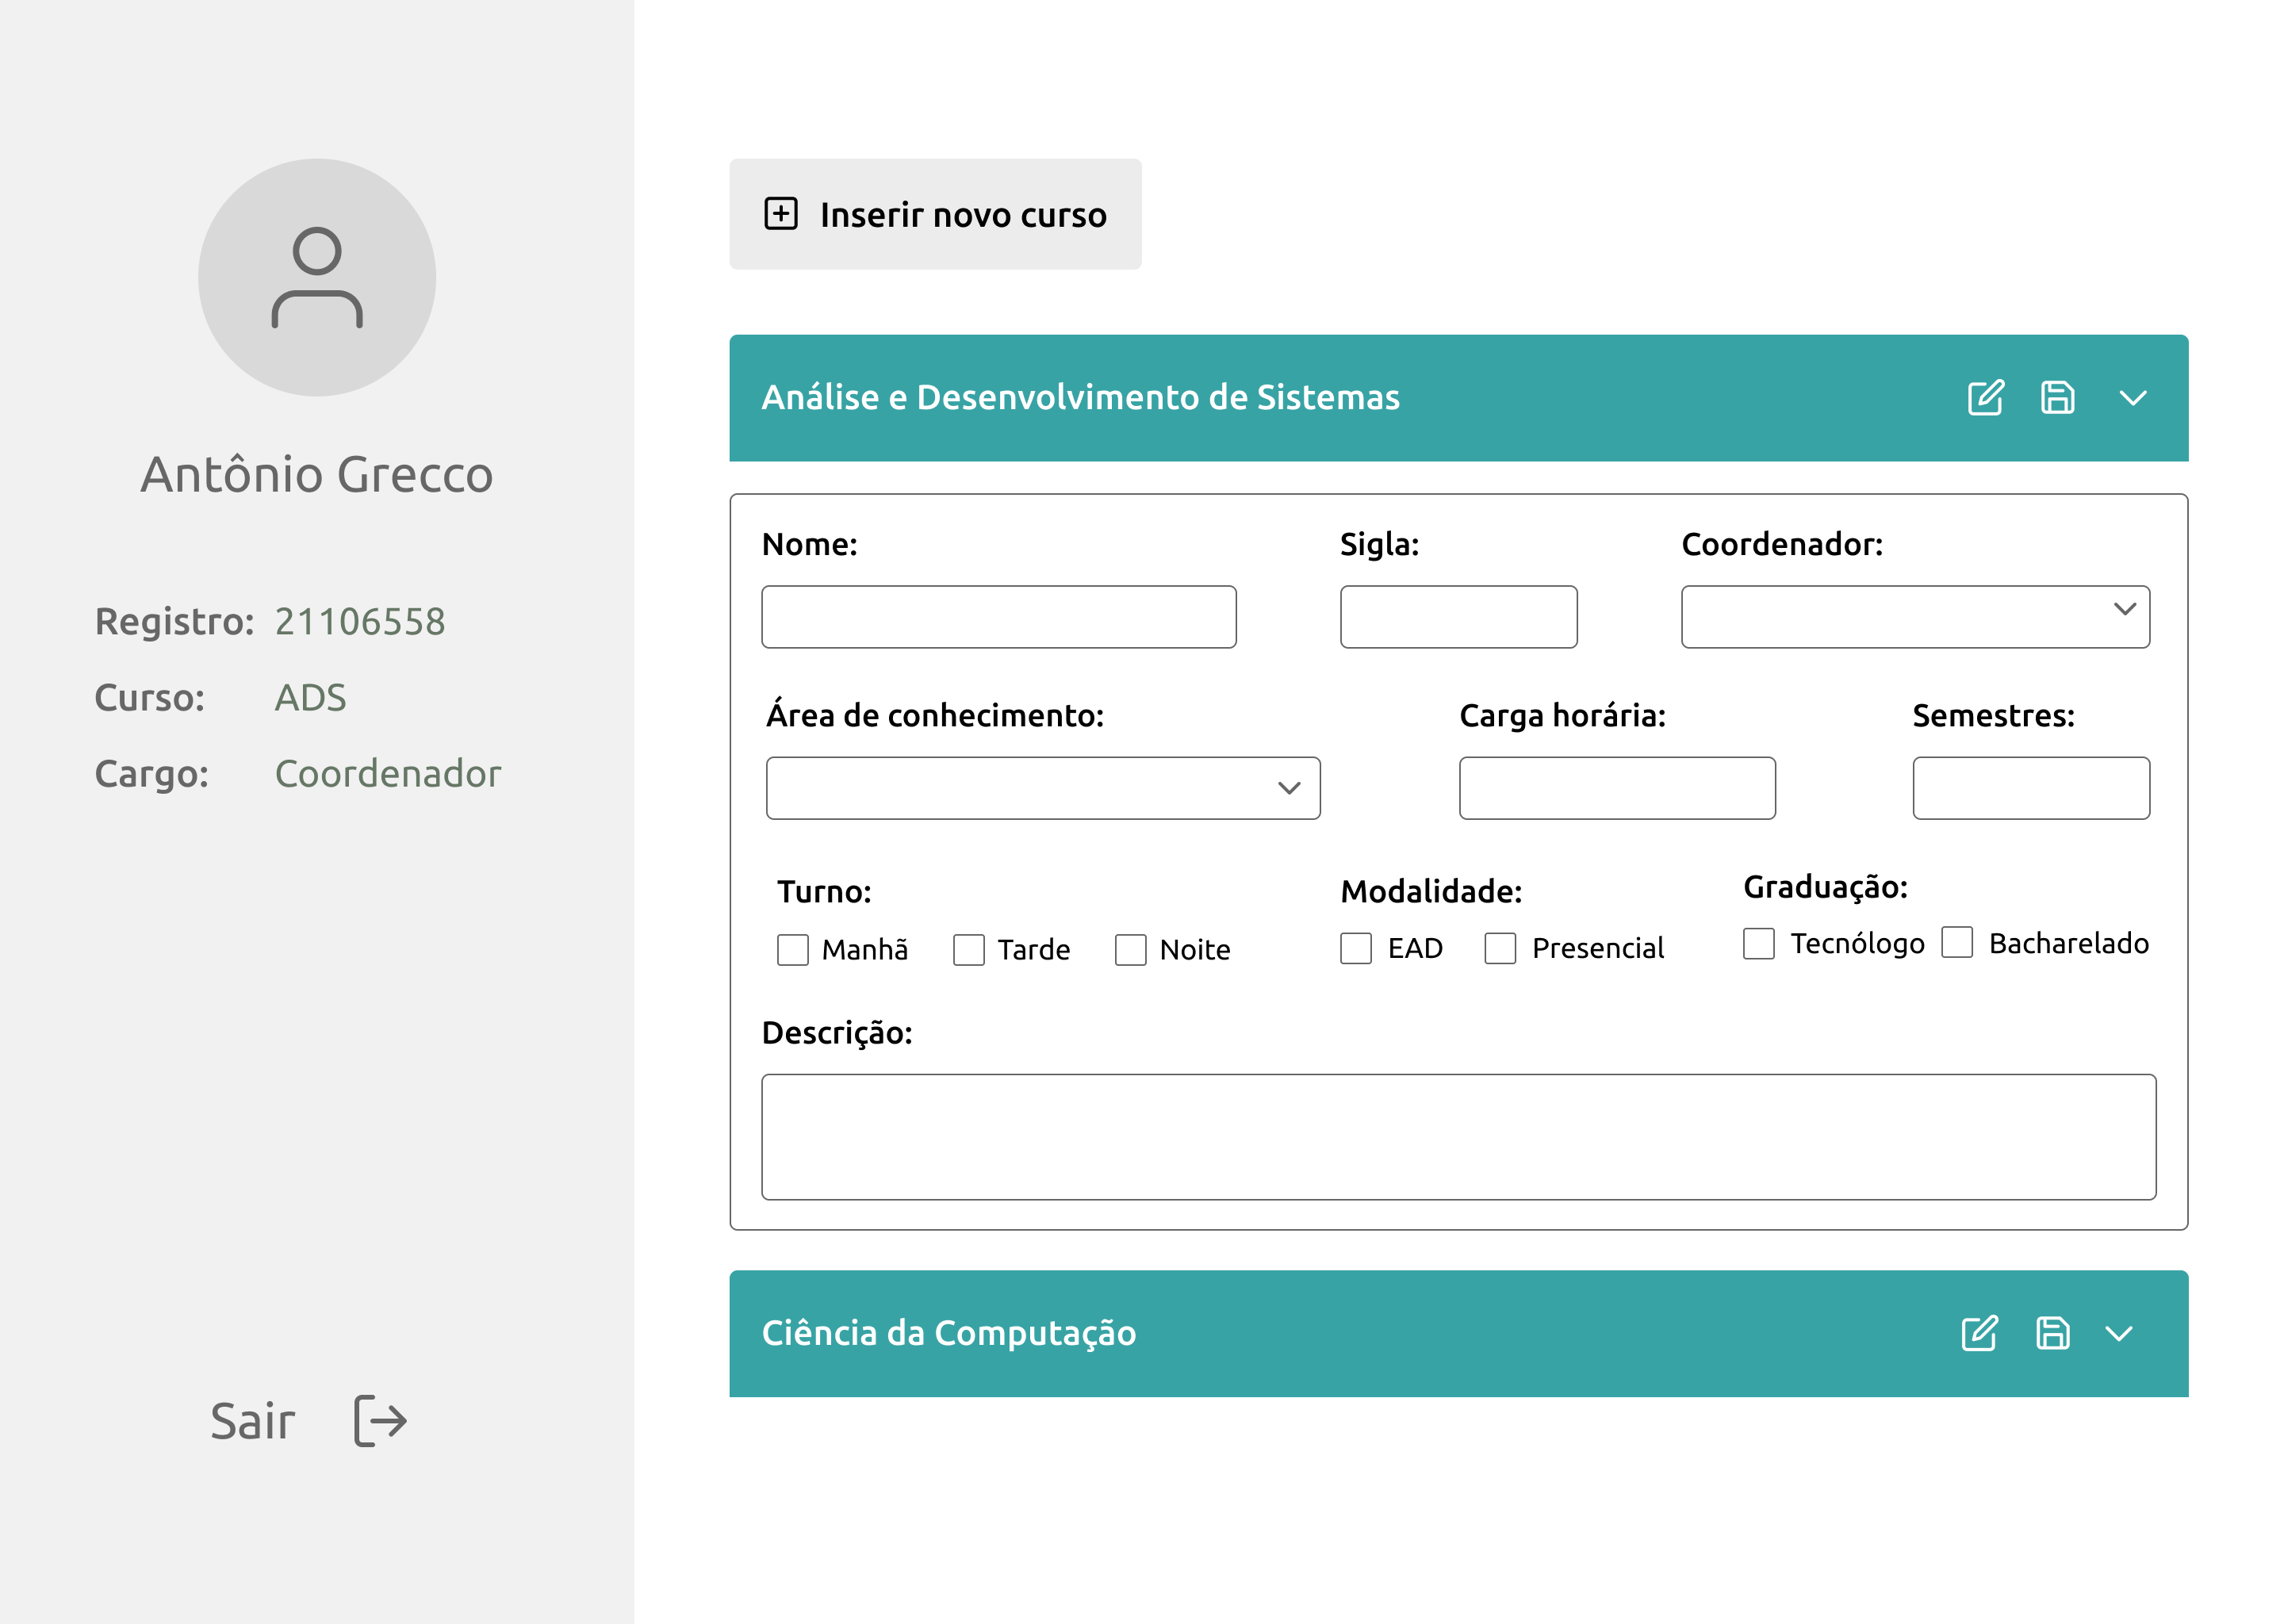 Antônio Grecco
Registro: 21106558
Curso: ADS
Cargo: Coordenador
Sair
Inserir novo curso
Análise e Desenvolvimento de Sistemas
Nome: Sigla: Coordenador:
Área de conhecimento: Carga horária: Semestres:
Turno: Modalidade: Graduação:
Manhã Tarde Noite EAD Presencial Tecnólogo Bacharelado
Descrição:
Ciência da Computação